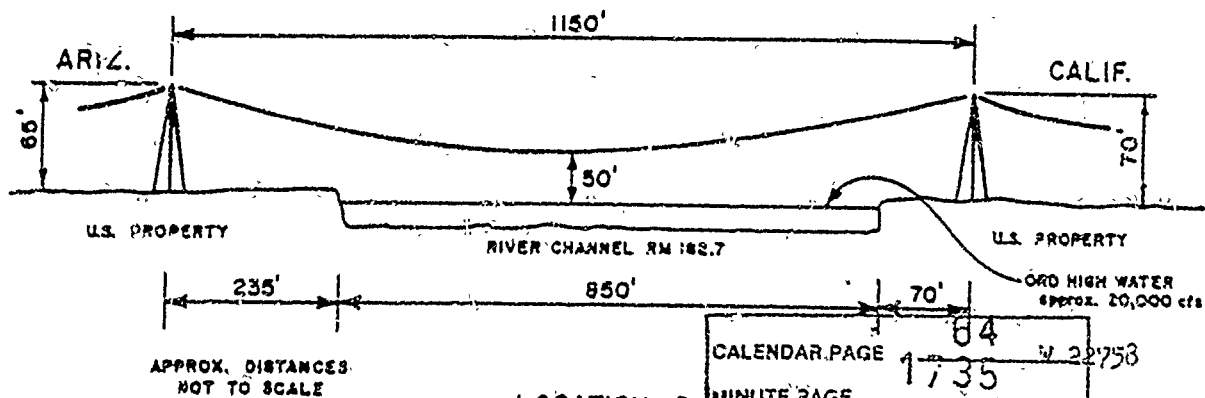 1150'
ARIZ.
CALIF.
65'
50'
70'
U.S. PROPERTY
RIVER CHANNEL RM 182.7
U.S. PROPERTY
ORD HIGH WATER
approx. 20,000 cfs
235'
850'
70'
APPROX. DISTANCES
NOT TO SCALE
64
CALENDAR PAGE
W 22758
1735
MINUTE PAGE